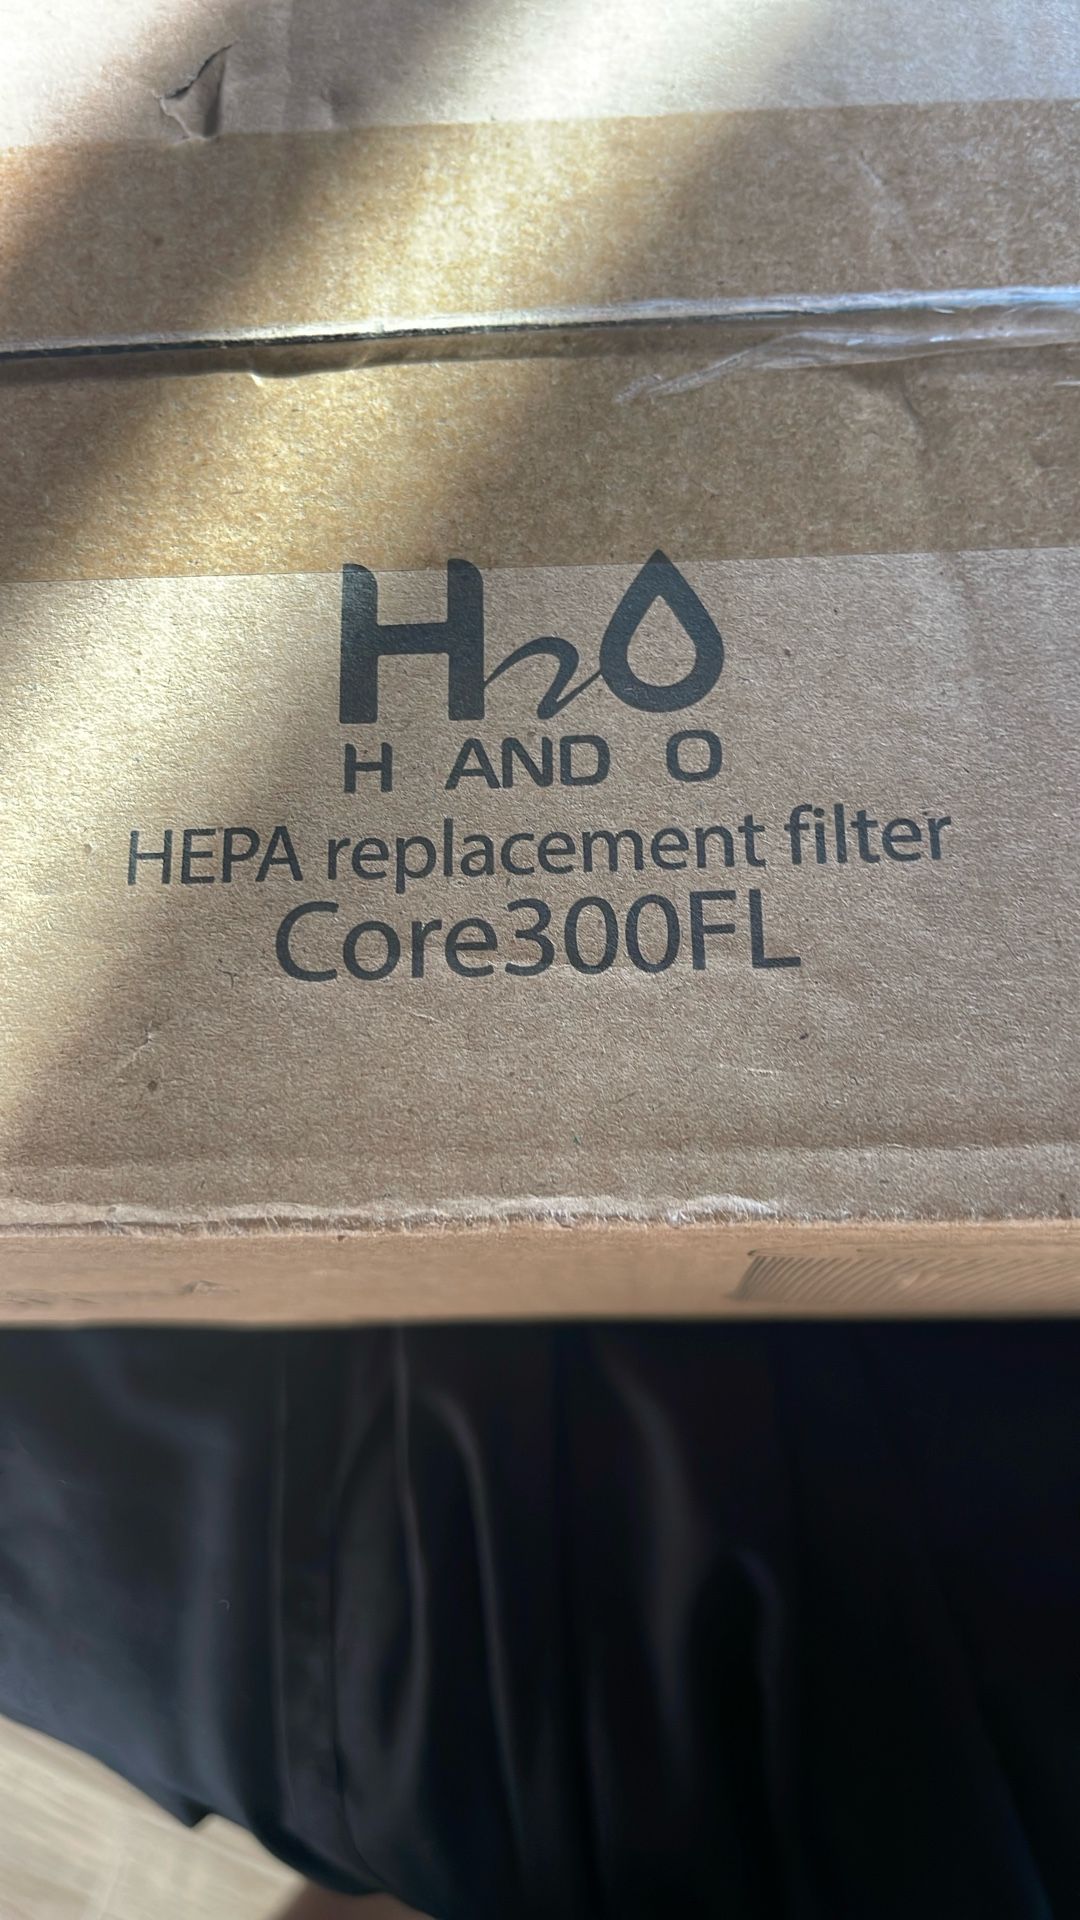 H2O
H AND O
HEPA replacement filter
Core300FL